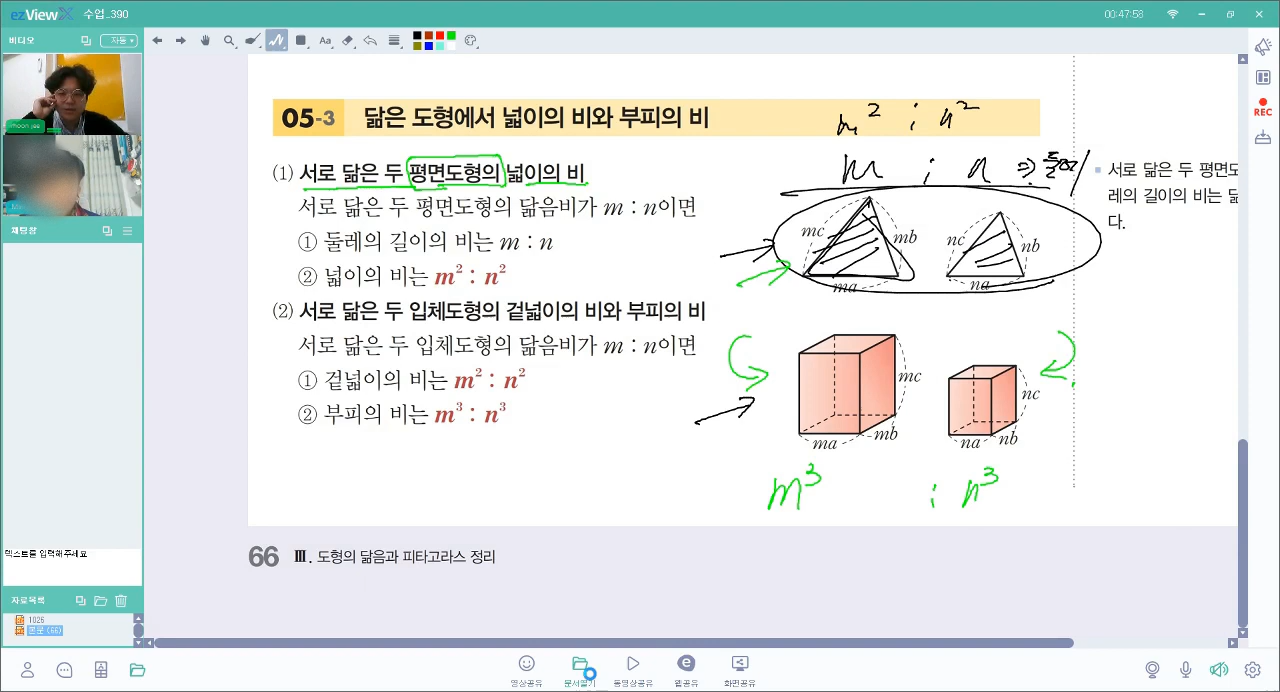 ezViewX 수업_390
00:47:58
비디오
자동
Aa
채팅창
텍스트를 입력해주세요
자료목록
1026
본문 (66)
REC
05-3 닮은 도형에서 넓이의 비와 부피의 비
m² : n²
m : n ⇒
(1) 서로 닮은 두 평면도형의 넓이의 비
서로 닮은 두 평면도형의 닮음비가 m : n이면
① 둘레의 길이의 비는 m : n
② 넓이의 비는 m² : n²
(2) 서로 닮은 두 입체도형의 겉넓이의 비와 부피의 비
서로 닮은 두 입체도형의 닮음비가 m : n이면
① 겉넓이의 비는 m² : n²
② 부피의 비는 m³ : n³
mc mb ma
nc nb na
mc ma mb
nc na nb
m³ : n³
서로 닮은 두 평면도
레의 길이의 비는 닮
다.
66 Ⅲ. 도형의 닮음과 피타고라스 정리
영상공유 문서열기 동영상공유 웹공유 화면공유